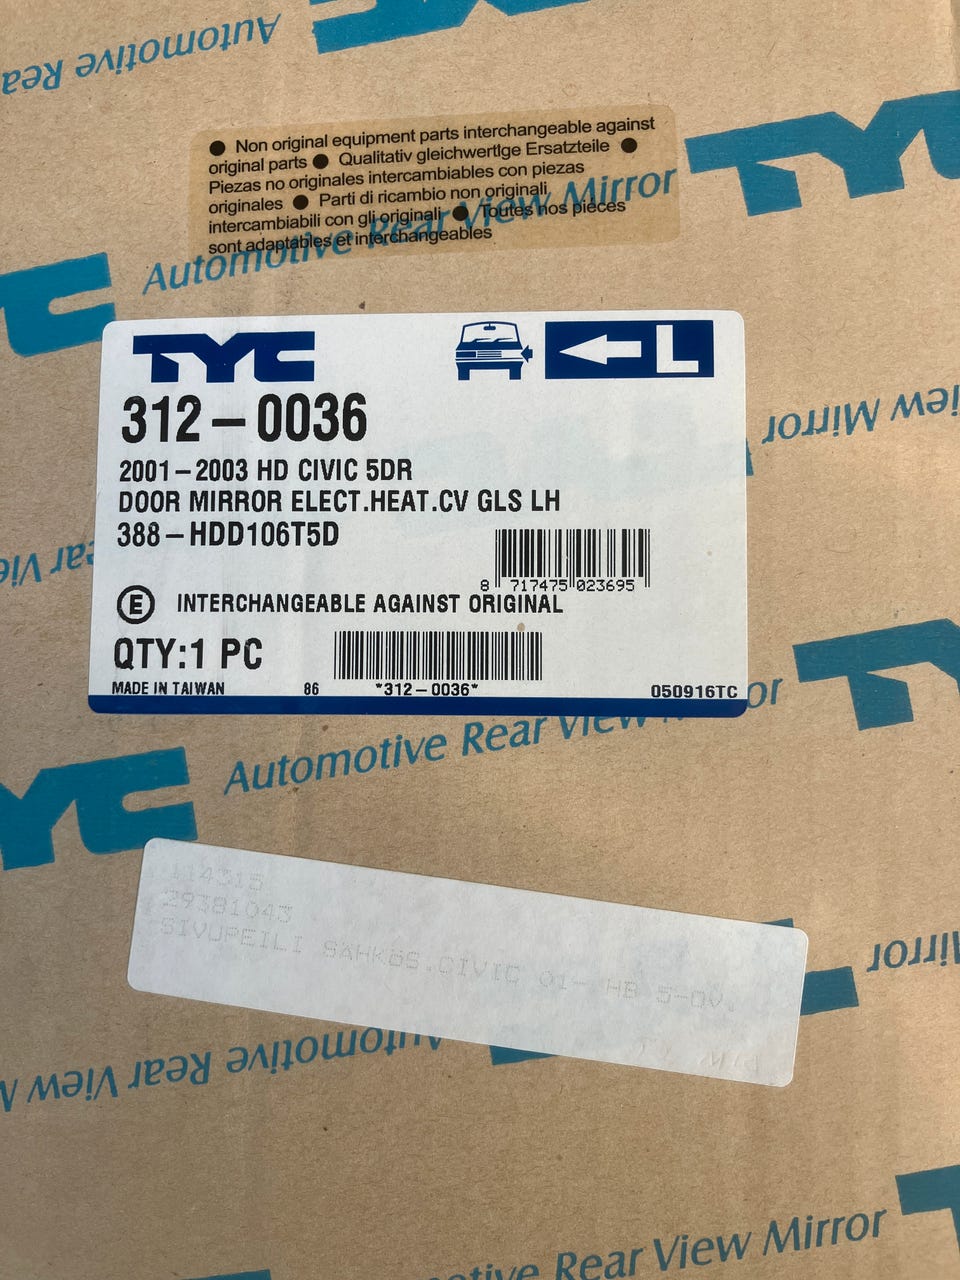 Automotive Rea
● Non original equipment parts interchangeable against
original parts ● Qualitativ gleichwertIge Ersatzteile ●
Piezas no originales intercambiables con piezas
originales ● Parti di ricambio non originali
intercambiabili con gli originali ● Toutes nos pièces
sont adaptables et interchangeables
Automotive Rear View Mirror
TYC
L
312-0036
2001-2003 HD CIVIC 5DR
DOOR MIRROR ELECT.HEAT.CV GLS LH
388-HDD106T5D
8 717475 023695
E INTERCHANGEABLE AGAINST ORIGINAL
QTY:1 PC
MADE IN TAIWAN 86 *312-0036* 050916TC
Mirror
Automotive Rear View Mirror
TYC
114315
29381043
SIVUPEILI SÄHKÖS.CIVIC 01- HB 5-OV.
Mirror
Automotive Rear View
Automotive Rear View Mirror